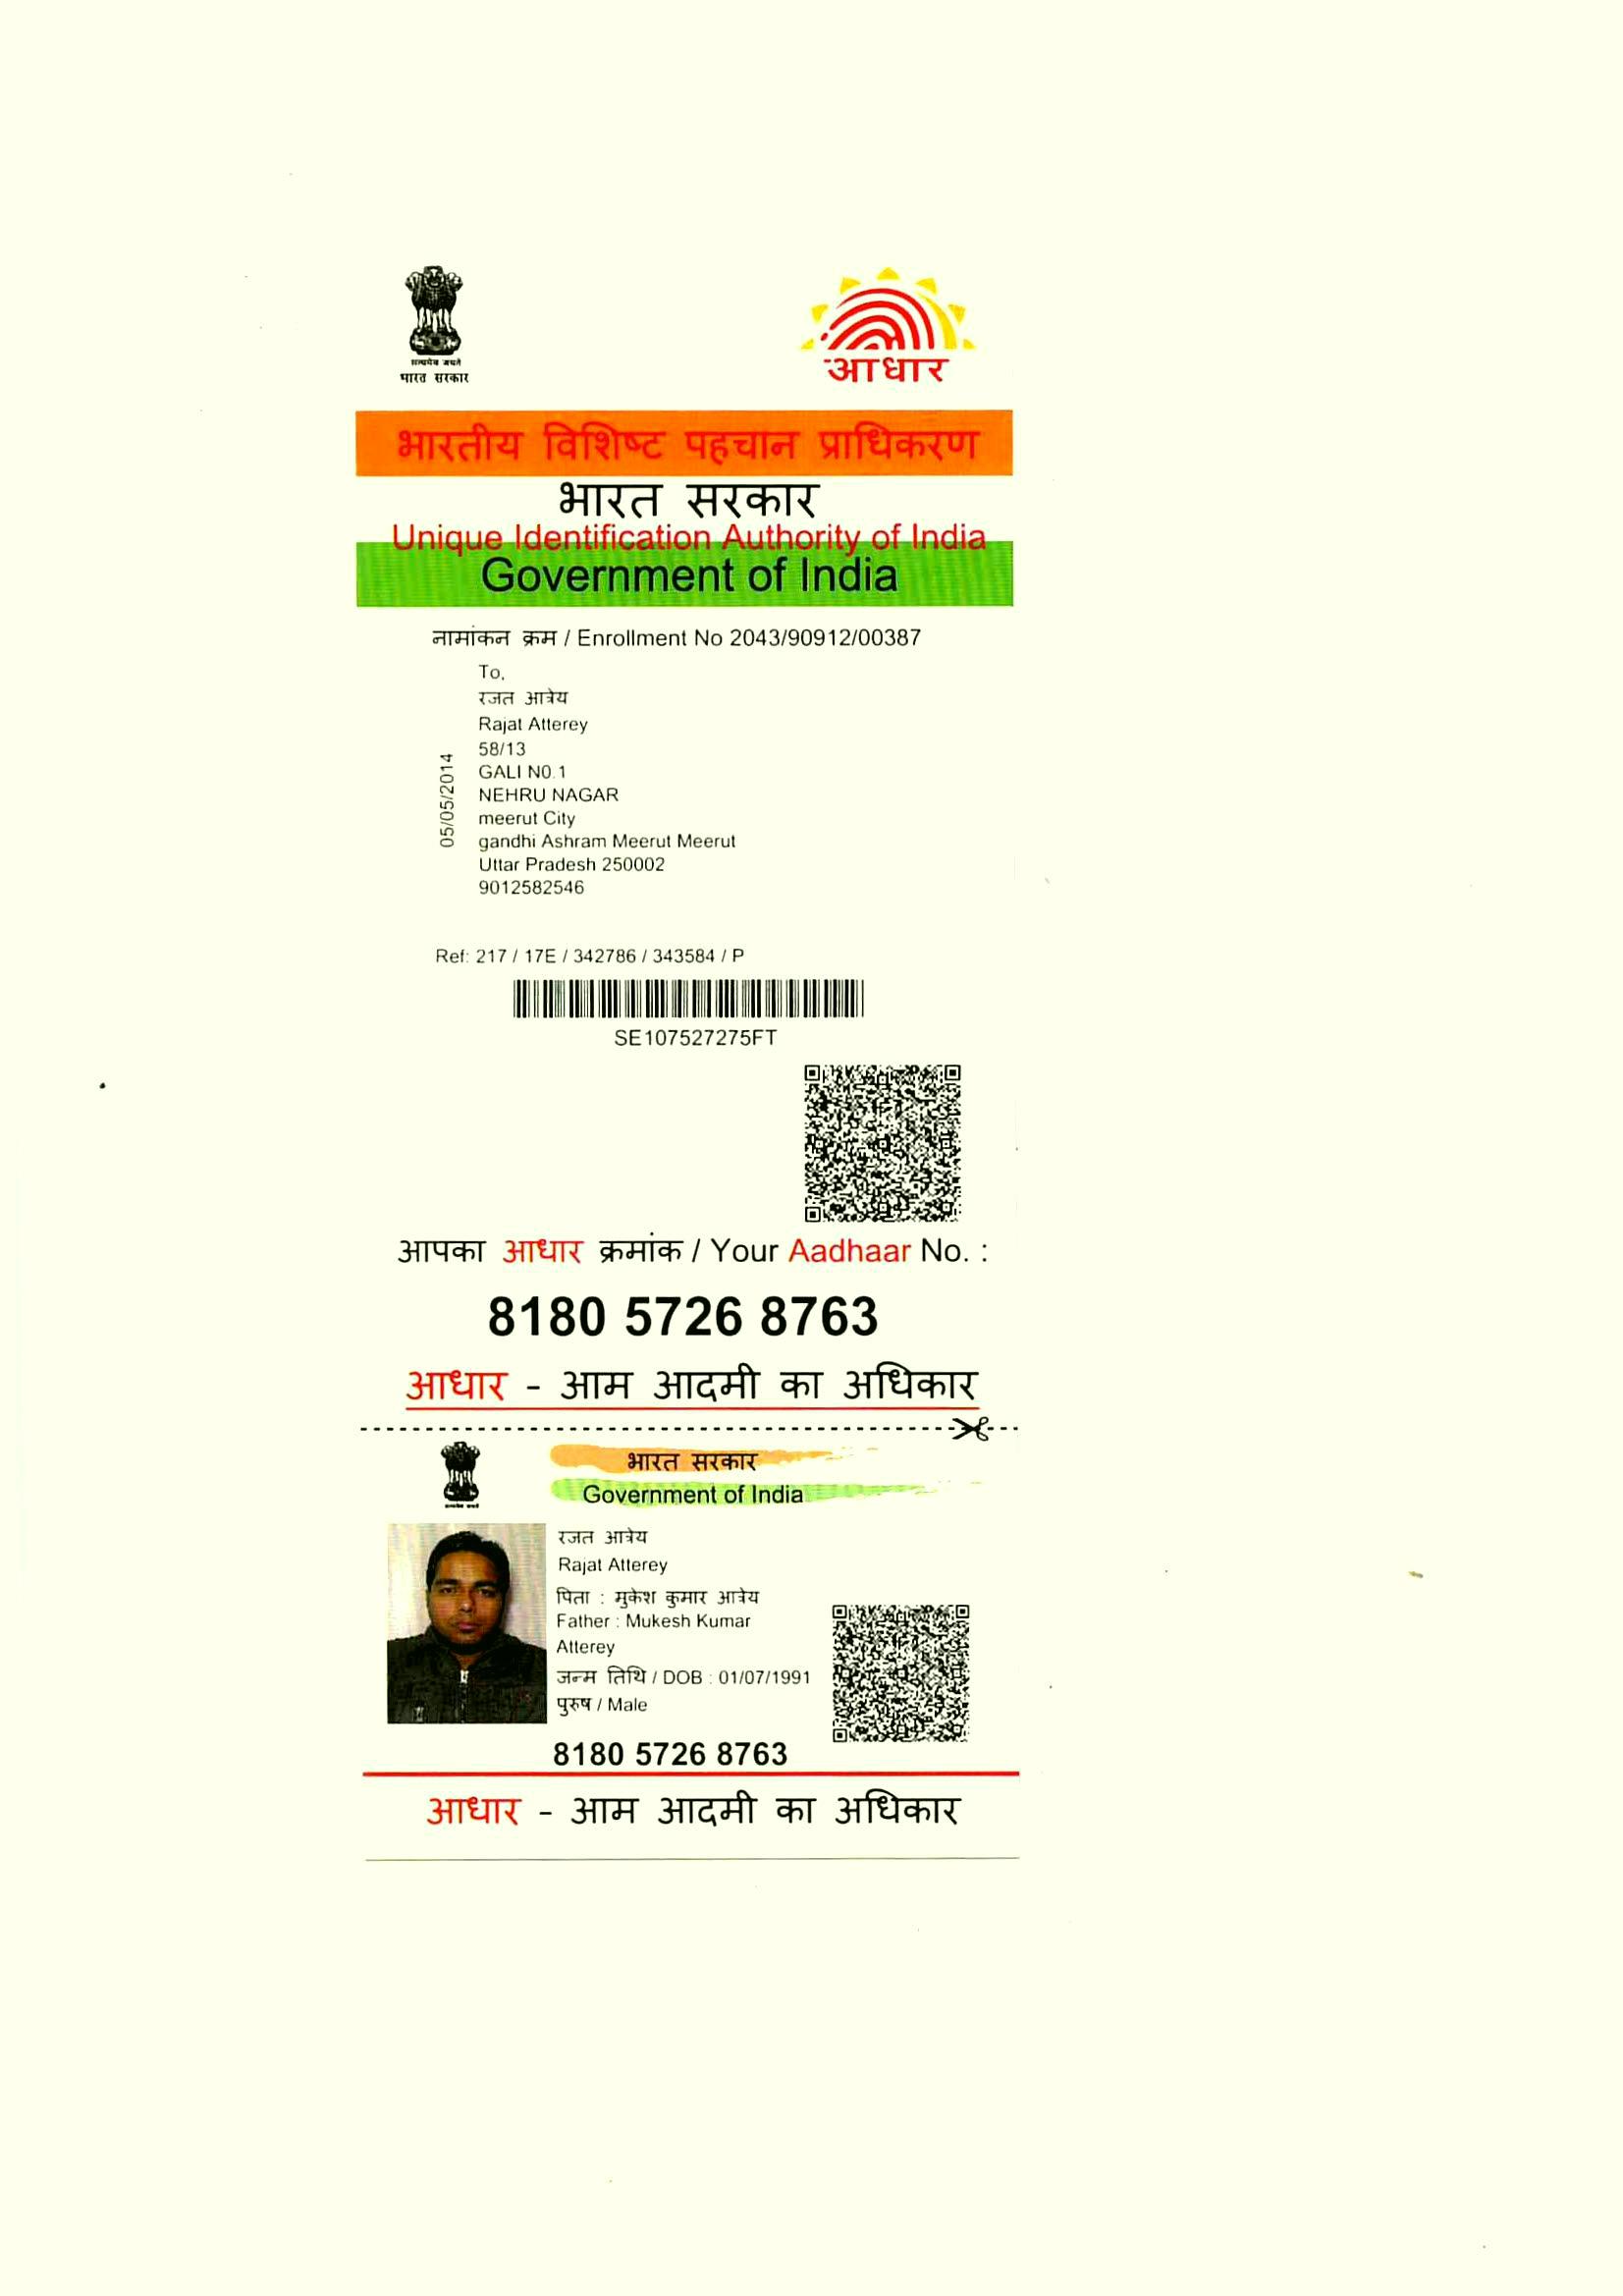 सत्यमेव जयते
भारत सरकार
आधार
भारतीय विशिष्ट पहचान प्राधिकरण
भारत सरकार
Unique Identification Authority of India
Government of India
नामांकन क्रम / Enrollment No 2043/90912/00387
To,
रजत आत्रेय
Rajat Atterey
58/13
GALI N0.1
NEHRU NAGAR
meerut City
gandhi Ashram Meerut Meerut
Uttar Pradesh 250002
9012582546
05/05/2014
Ref: 217 / 17E / 342786 / 343584 / P
SE107527275FT
आपका आधार क्रमांक / Your Aadhaar No. :
8180 5726 8763
आधार - आम आदमी का अधिकार
भारत सरकार
Government of India
रजत आत्रेय
Rajat Atterey
पिता : मुकेश कुमार आत्रेय
Father : Mukesh Kumar
Atterey
जन्म तिथि / DOB : 01/07/1991
पुरुष / Male
8180 5726 8763
आधार - आम आदमी का अधिकार